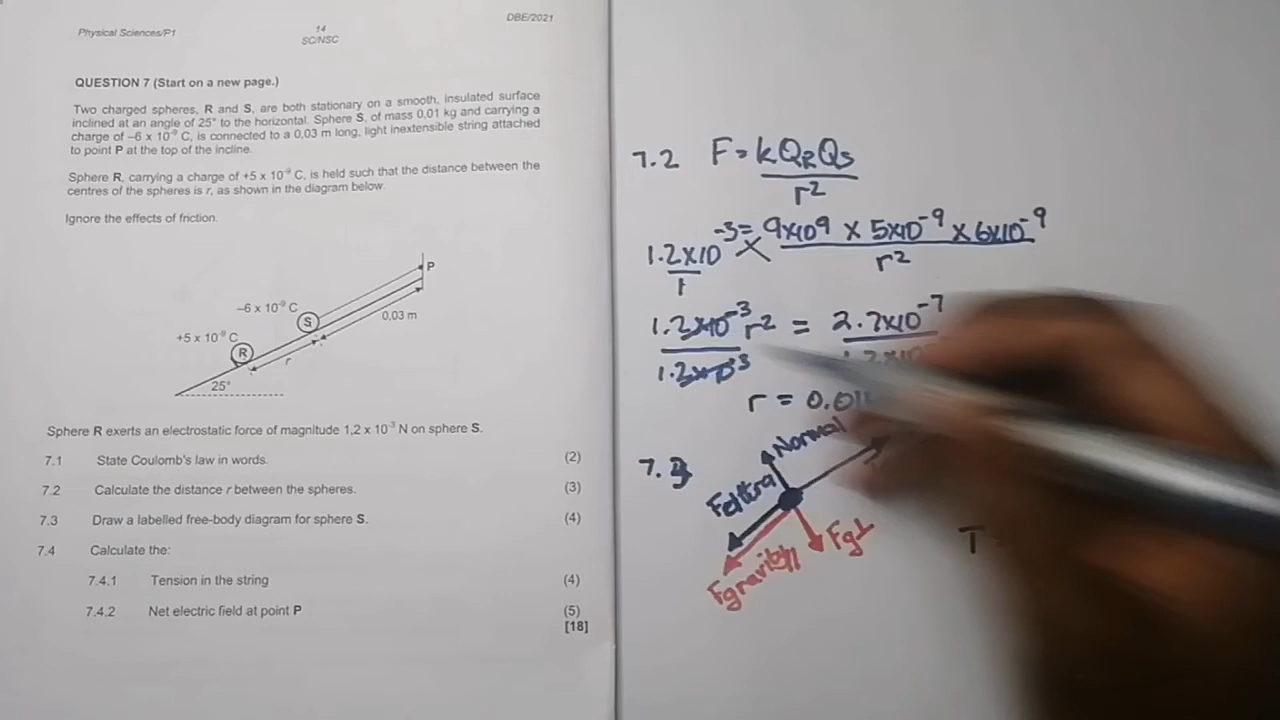 DBE/2021
Physical Sciences/P1
14
SC/NSC
QUESTION 7 (Start on a new page.)
Two charged spheres, R and S, are both stationary on a smooth, insulated surface
inclined at an angle of 25° to the horizontal. Sphere S, of mass 0,01 kg and carrying a
charge of –6 x 10⁻⁹ C, is connected to a 0,03 m long, light inextensible string attached
to point P at the top of the incline.
Sphere R, carrying a charge of +5 x 10⁻⁹ C, is held such that the distance between the
centres of the spheres is r, as shown in the diagram below.
Ignore the effects of friction.
P
–6 x 10⁻⁹ C
S
0,03 m
+5 x 10⁻⁹ C
R
r
25°
Sphere R exerts an electrostatic force of magnitude 1,2 x 10⁻³ N on sphere S.
7.1 State Coulomb's law in words. (2)
7.2 Calculate the distance r between the spheres. (3)
7.3 Draw a labelled free-body diagram for sphere S. (4)
7.4 Calculate the:
7.4.1 Tension in the string (4)
7.4.2 Net electric field at point P (5)
[18]
7.2 F = kQRQS
r²
1.2x10⁻³ = 9x10⁹ x 5x10⁻⁹ x 6x10⁻⁹
1 r²
1.2x10⁻³ r² = 2.7x10⁻⁷
1.2x10⁻³ 1.2x10
r = 0.01
7.3
Normal
Fg⊥
Fgravity//
T